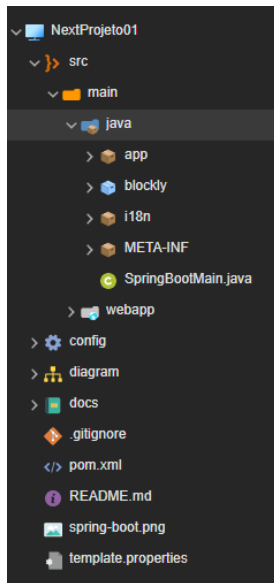 NextProjeto01
src
main
java
app
blockly
i18n
META-INF
SpringBootMain.java
webapp
config
diagram
docs
.gitignore
pom.xml
README.md
spring-boot.png
template.properties